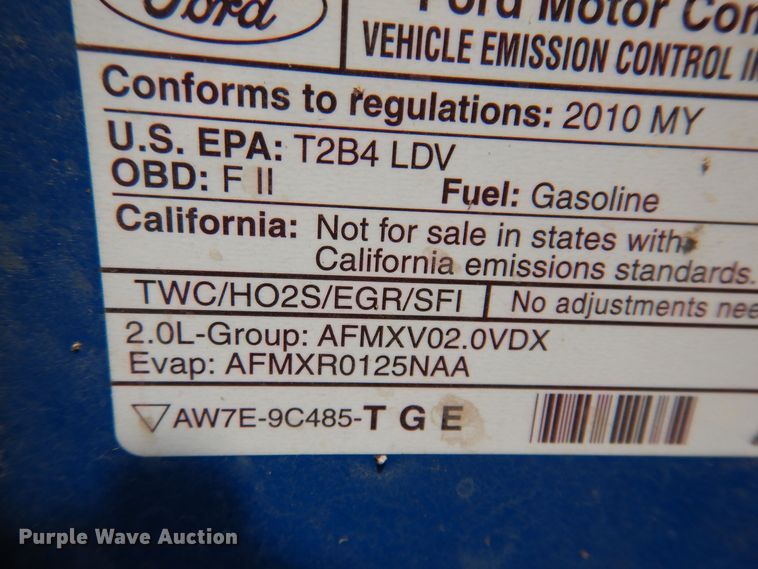 Ford
Ford Motor
VEHICLE EMISSION CONTROL
Conforms to regulations: 2010 MY
U.S. EPA: T2B4 LDV
OBD: F II Fuel: Gasoline
California: Not for sale in states with
California emissions standards.
TWC/HO2S/EGR/SFI No adjustments
2.0L-Group: AFMXV02.0VDX
Evap: AFMXR0125NAA
AW7E-9C485-T G E
Purple Wave Auction